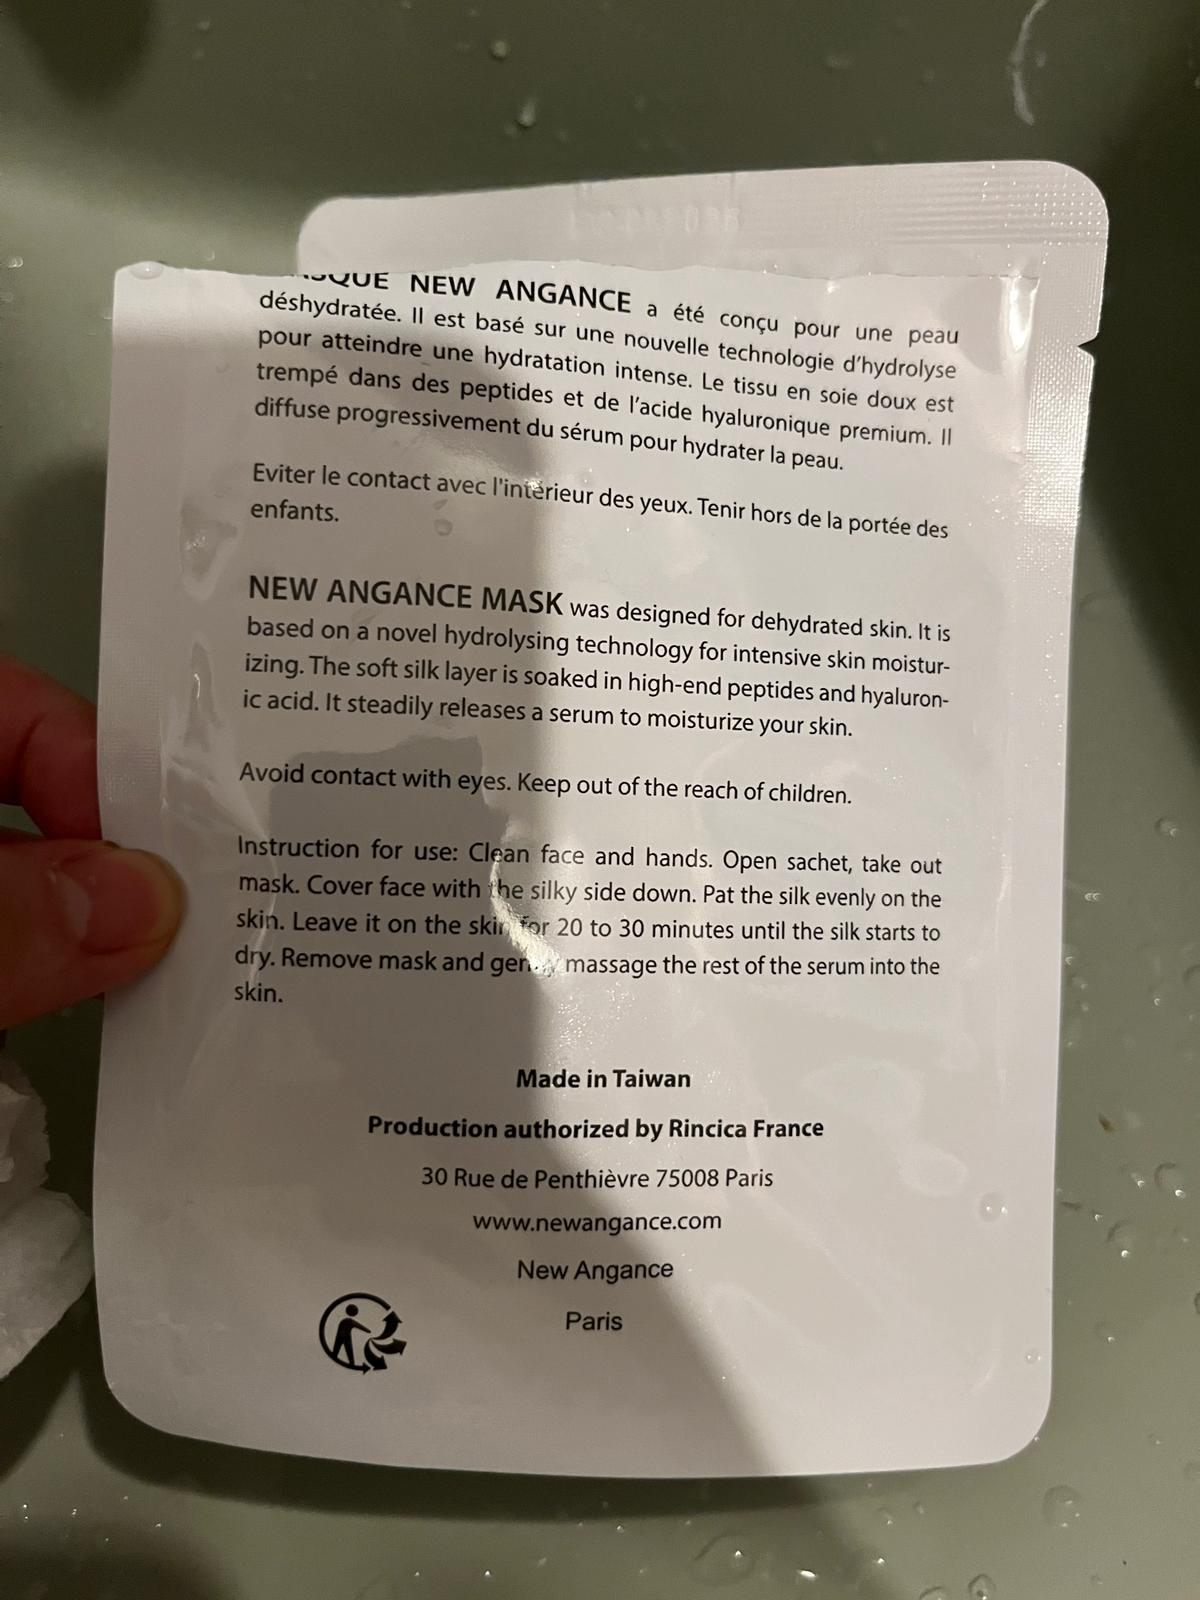 NEW ANGANCE a été conçu pour une peau
déshydratée. Il est basé sur une nouvelle technologie d'hydrolyse
pour atteindre une hydratation intense. Le tissu en soie doux est
trempé dans des peptides et de l'acide hyaluronique premium. Il
diffuse progressivement du sérum pour hydrater la peau.
Eviter le contact avec l'intérieur des yeux. Tenir hors de la portée des
enfants.
NEW ANGANCE MASK was designed for dehydrated skin. It is
based on a novel hydrolysing technology for intensive skin moistur-
izing. The soft silk layer is soaked in high-end peptides and hyaluron-
ic acid. It steadily releases a serum to moisturize your skin.
Avoid contact with eyes. Keep out of the reach of children.
Instruction for use: Clean face and hands. Open sachet, take out
mask. Cover face with the silky side down. Pat the silk evenly on the
skin. Leave it on the skin for 20 to 30 minutes until the silk starts to
dry. Remove mask and massage the rest of the serum into the
skin.
Made in Taiwan
Production authorized by Rincica France
30 Rue de Penthièvre 75008 Paris
www.newangance.com
New Angance
Paris